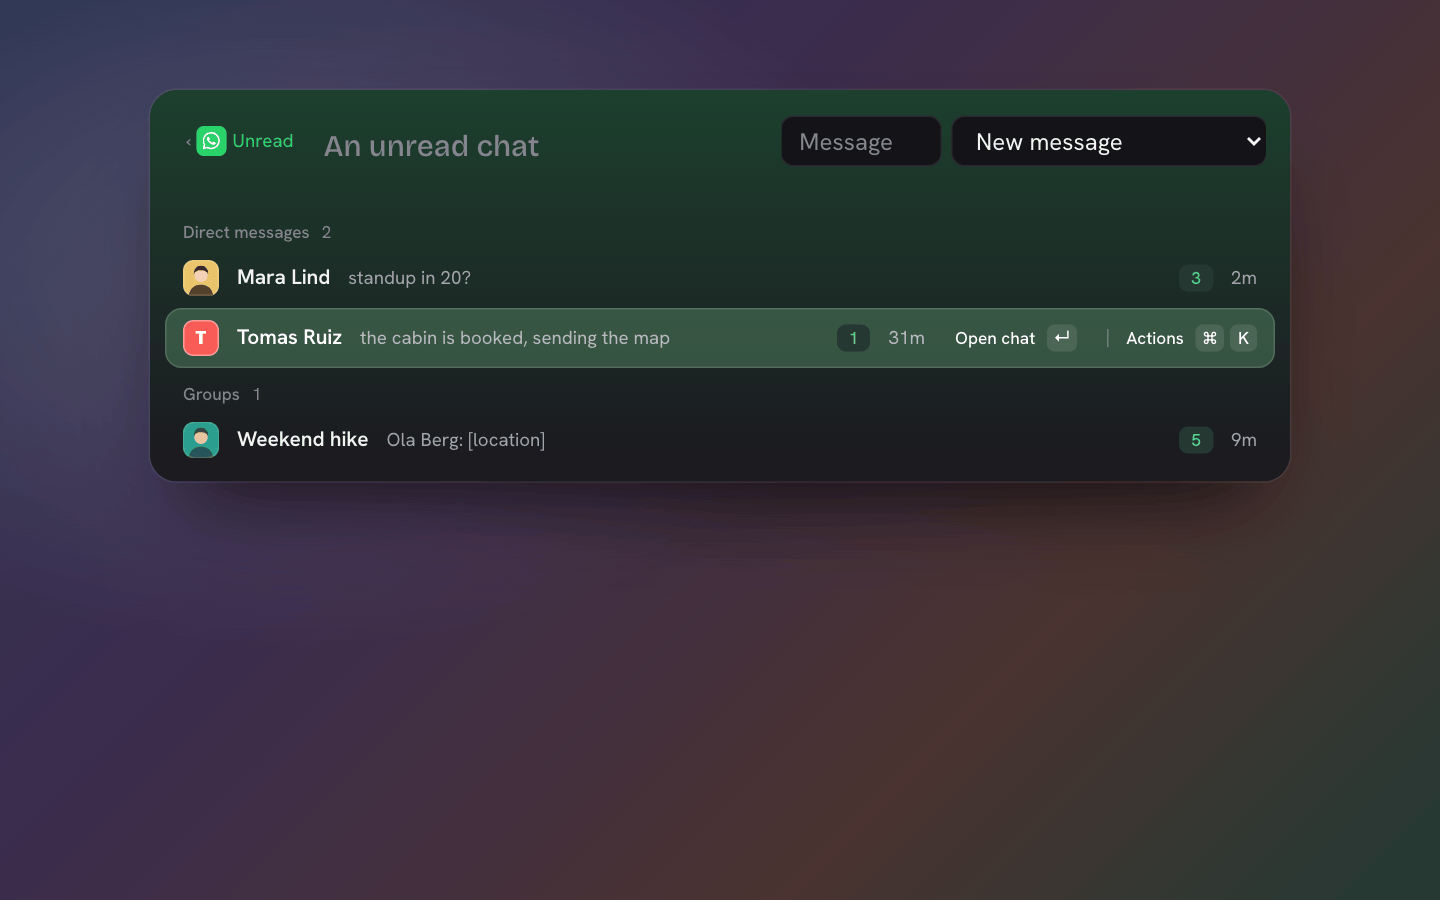 ‹ Unread An unread chat Message New message
Direct messages 2
Mara Lind standup in 20? 3 2m
T Tomas Ruiz the cabin is booked, sending the map 1 31m Open chat ↵ | Actions ⌘ K
Groups 1
Weekend hike Ola Berg: [location] 5 9m